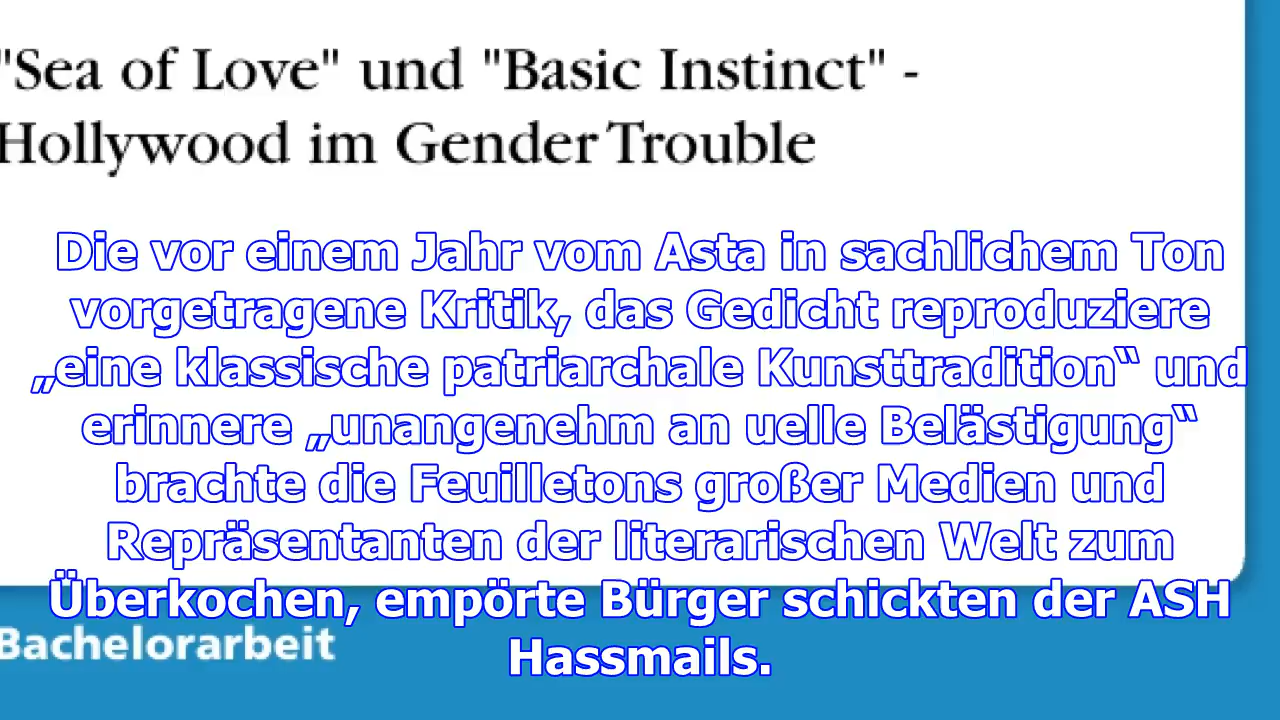 "Sea of Love" und "Basic Instinct" -
Hollywood im Gender Trouble
Die vor einem Jahr vom Asta in sachlichem Ton
vorgetragene Kritik, das Gedicht reproduziere
„eine klassische patriarchale Kunsttradition“ und
erinnere „unangenehm an uelle Belästigung“
brachte die Feuilletons großer Medien und
Repräsentanten der literarischen Welt zum
Überkochen, empörte Bürger schickten der ASH
Hassmails.
Bachelorarbeit